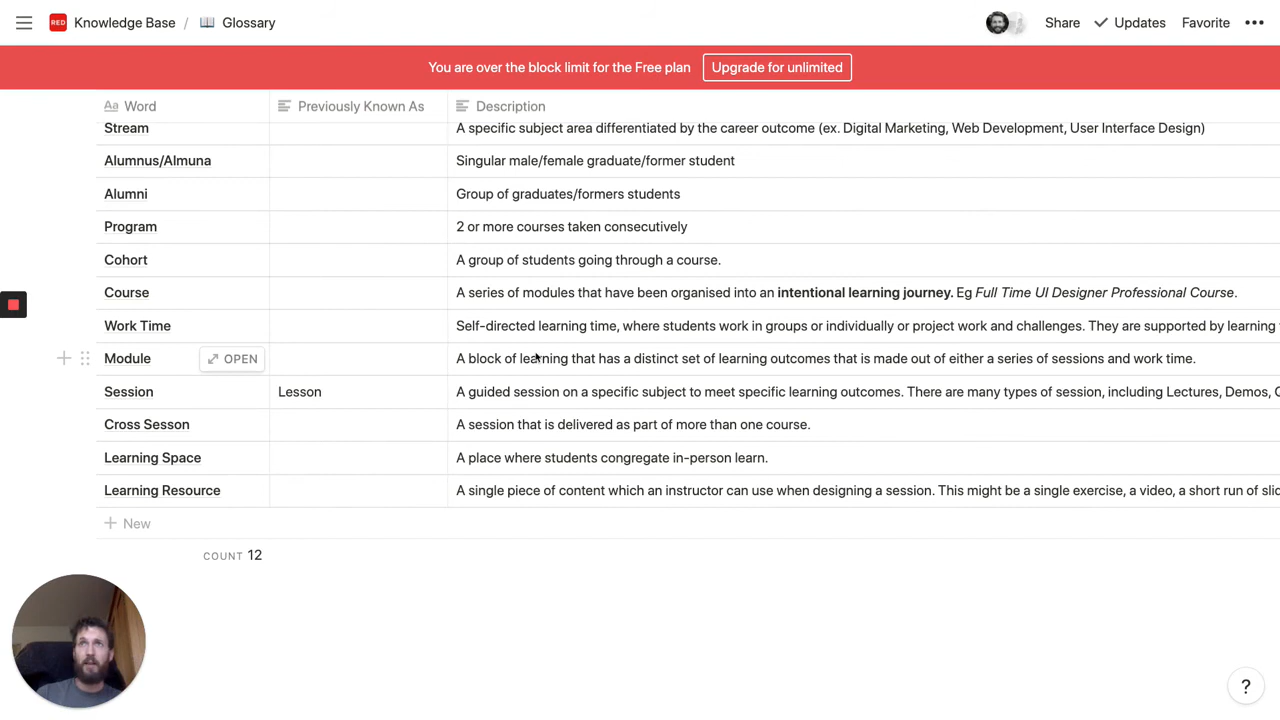 RED Knowledge Base / Glossary Share Updates Favorite
You are over the block limit for the Free plan Upgrade for unlimited
Aa Word Previously Known As Description
Stream A specific subject area differentiated by the career outcome (ex. Digital Marketing, Web Development, User Interface Design)
Alumnus/Almuna Singular male/female graduate/former student
Alumni Group of graduates/formers students
Program 2 or more courses taken consecutively
Cohort A group of students going through a course.
Course A series of modules that have been organised into an intentional learning journey. Eg Full Time UI Designer Professional Course.
Work Time Self-directed learning time, where students work in groups or individually or project work and challenges. They are supported by learning
Module OPEN A block of learning that has a distinct set of learning outcomes that is made out of either a series of sessions and work time.
Session Lesson A guided session on a specific subject to meet specific learning outcomes. There are many types of session, including Lectures, Demos,
Cross Sesson A session that is delivered as part of more than one course.
Learning Space A place where students congregate in-person learn.
Learning Resource A single piece of content which an instructor can use when designing a session. This might be a single exercise, a video, a short run of
New
COUNT 12
?